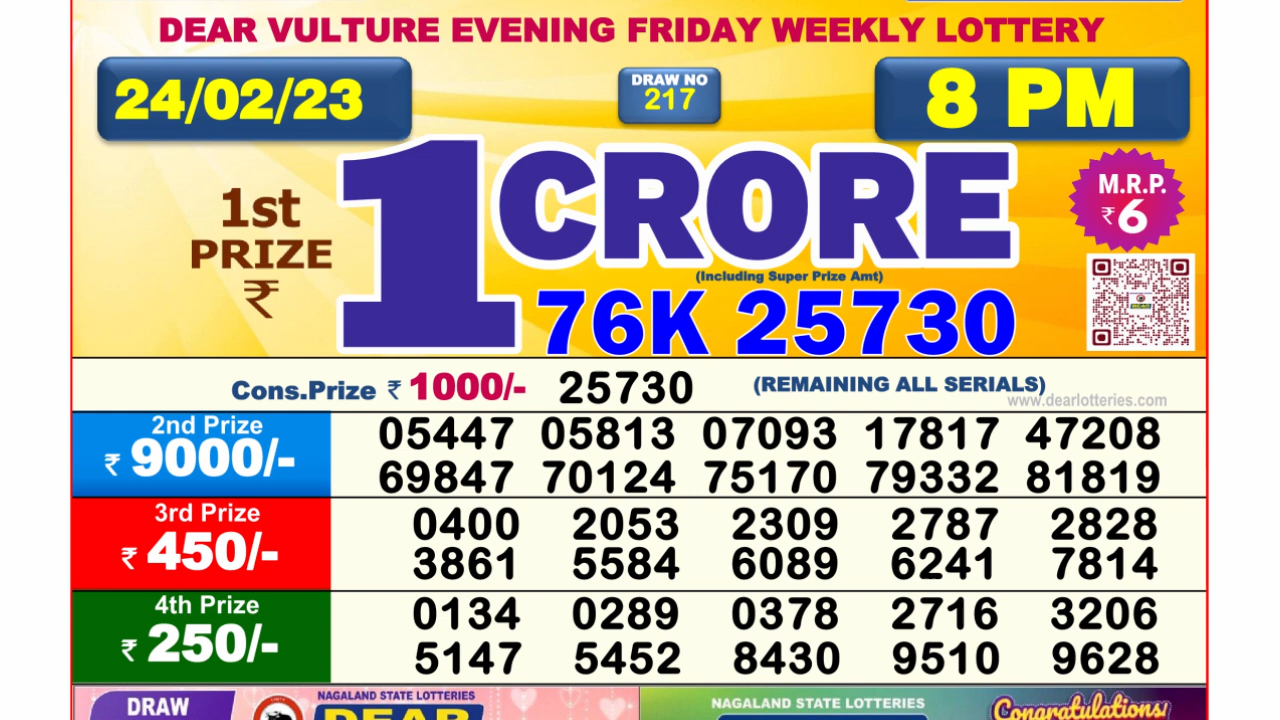 DEAR VULTURE EVENING FRIDAY WEEKLY LOTTERY
24/02/23
DRAW NO
217
8 PM
1st
PRIZE
₹
1 CRORE
(Including Super Prize Amt)
76K 25730
M.R.P.
₹ 6
Cons.Prize ₹ 1000/- 25730 (REMAINING ALL SERIALS)
www.dearlotteries.com
2nd Prize
₹ 9000/-
05447 05813 07093 17817 47208
69847 70124 75170 79332 81819
3rd Prize
₹ 450/-
0400 2053 2309 2787 2828
3861 5584 6089 6241 7814
4th Prize
₹ 250/-
0134 0289 0378 2716 3206
5147 5452 8430 9510 9628
DRAW
NAGALAND STATE LOTTERIES
DEAR
NAGALAND STATE LOTTERIES
Congratulations!